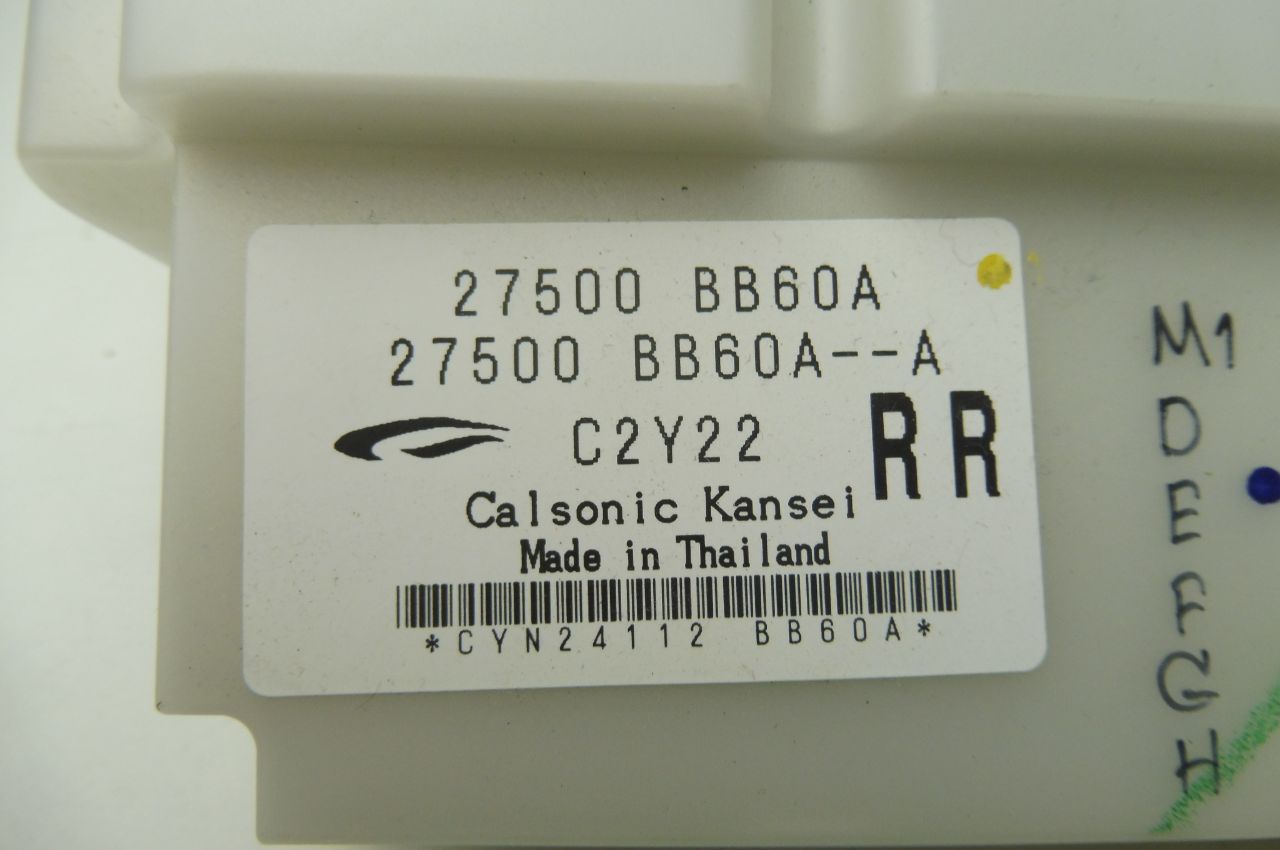 27500 BB60A
27500 BB60A--A
C2Y22 RR
Calsonic Kansei
Made in Thailand
*CYN24112 BB60A*
M1
D
E
F
G
H